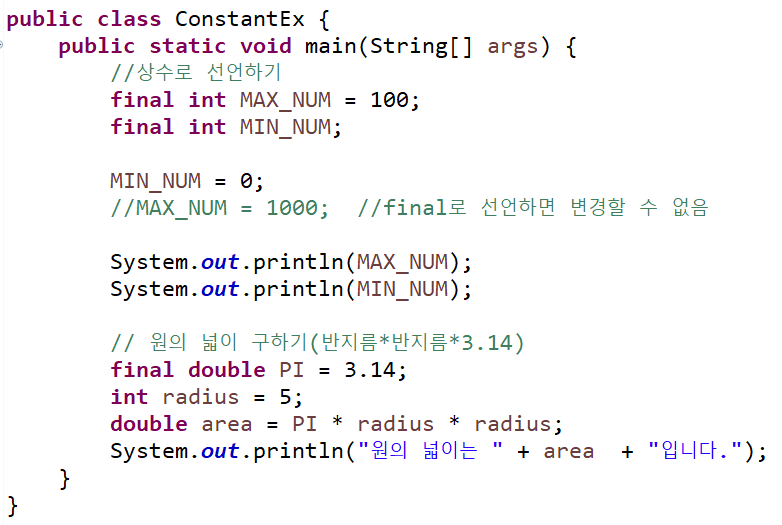 public class ConstantEx {
    public static void main(String[] args) {
        //상수로 선언하기
        final int MAX_NUM = 100;
        final int MIN_NUM;

        MIN_NUM = 0;
        //MAX_NUM = 1000;  //final로 선언하면 변경할 수 없음

        System.out.println(MAX_NUM);
        System.out.println(MIN_NUM);

        // 원의 넓이 구하기(반지름*반지름*3.14)
        final double PI = 3.14;
        int radius = 5;
        double area = PI * radius * radius;
        System.out.println("원의 넓이는 " + area  + "입니다.");
    }
}